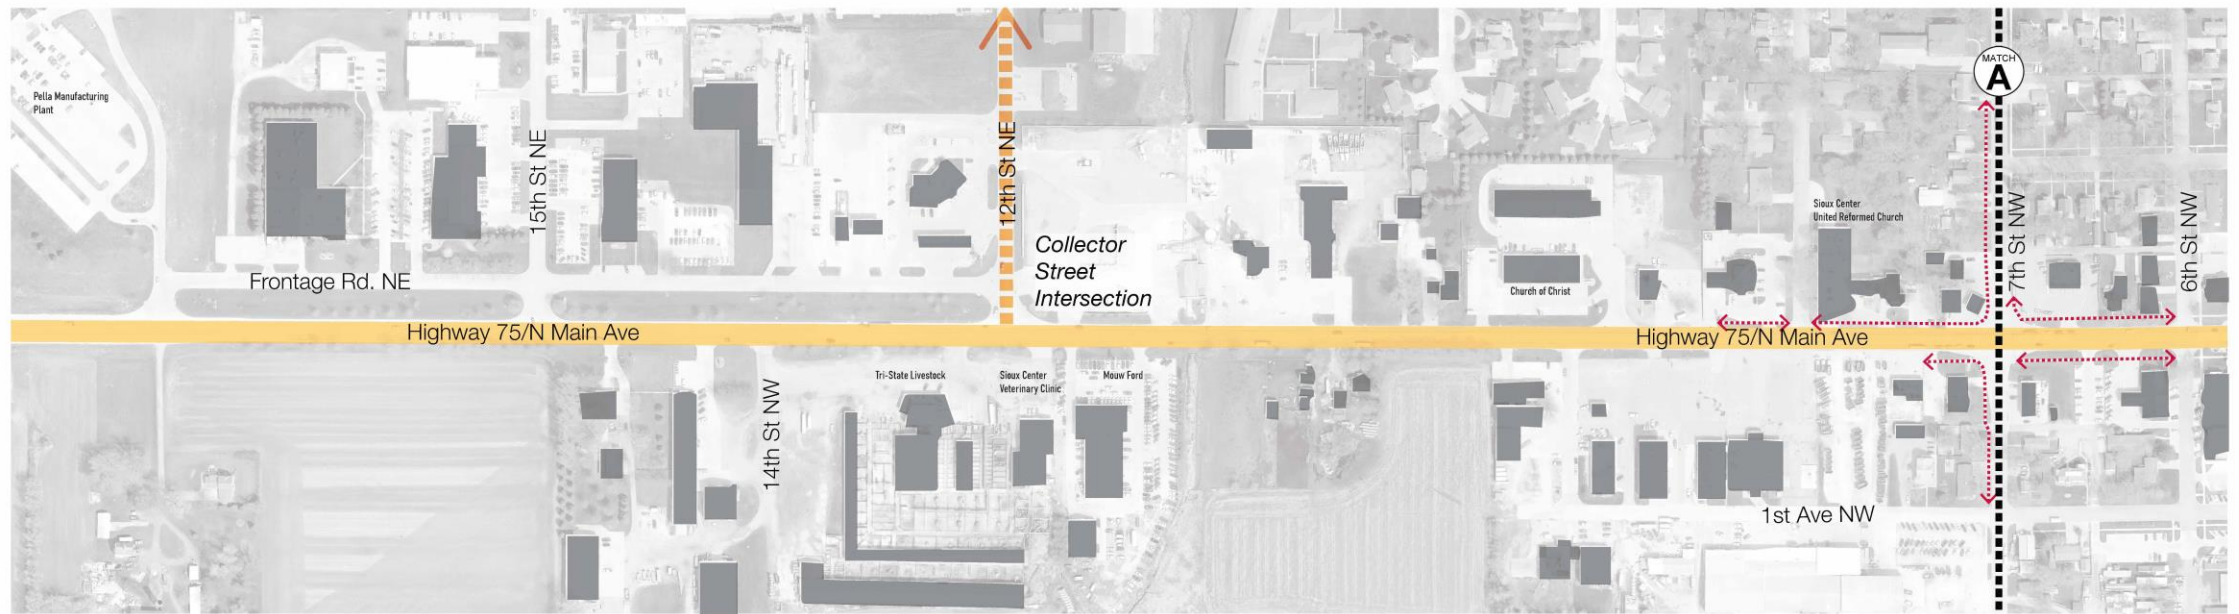 MATCH
A
Pella Manufacturing
Plant
15th St NE
12th St NE
Sioux Center
United Reformed Church
7th St NW
6th St NW
Collector
Street
Intersection
Frontage Rd. NE
Church of Christ
Highway 75/N Main Ave
Highway 75/N Main Ave
Tri-State Livestock
Sioux Center
Veterinary Clinic
Mouw Ford
14th St NW
1st Ave NW